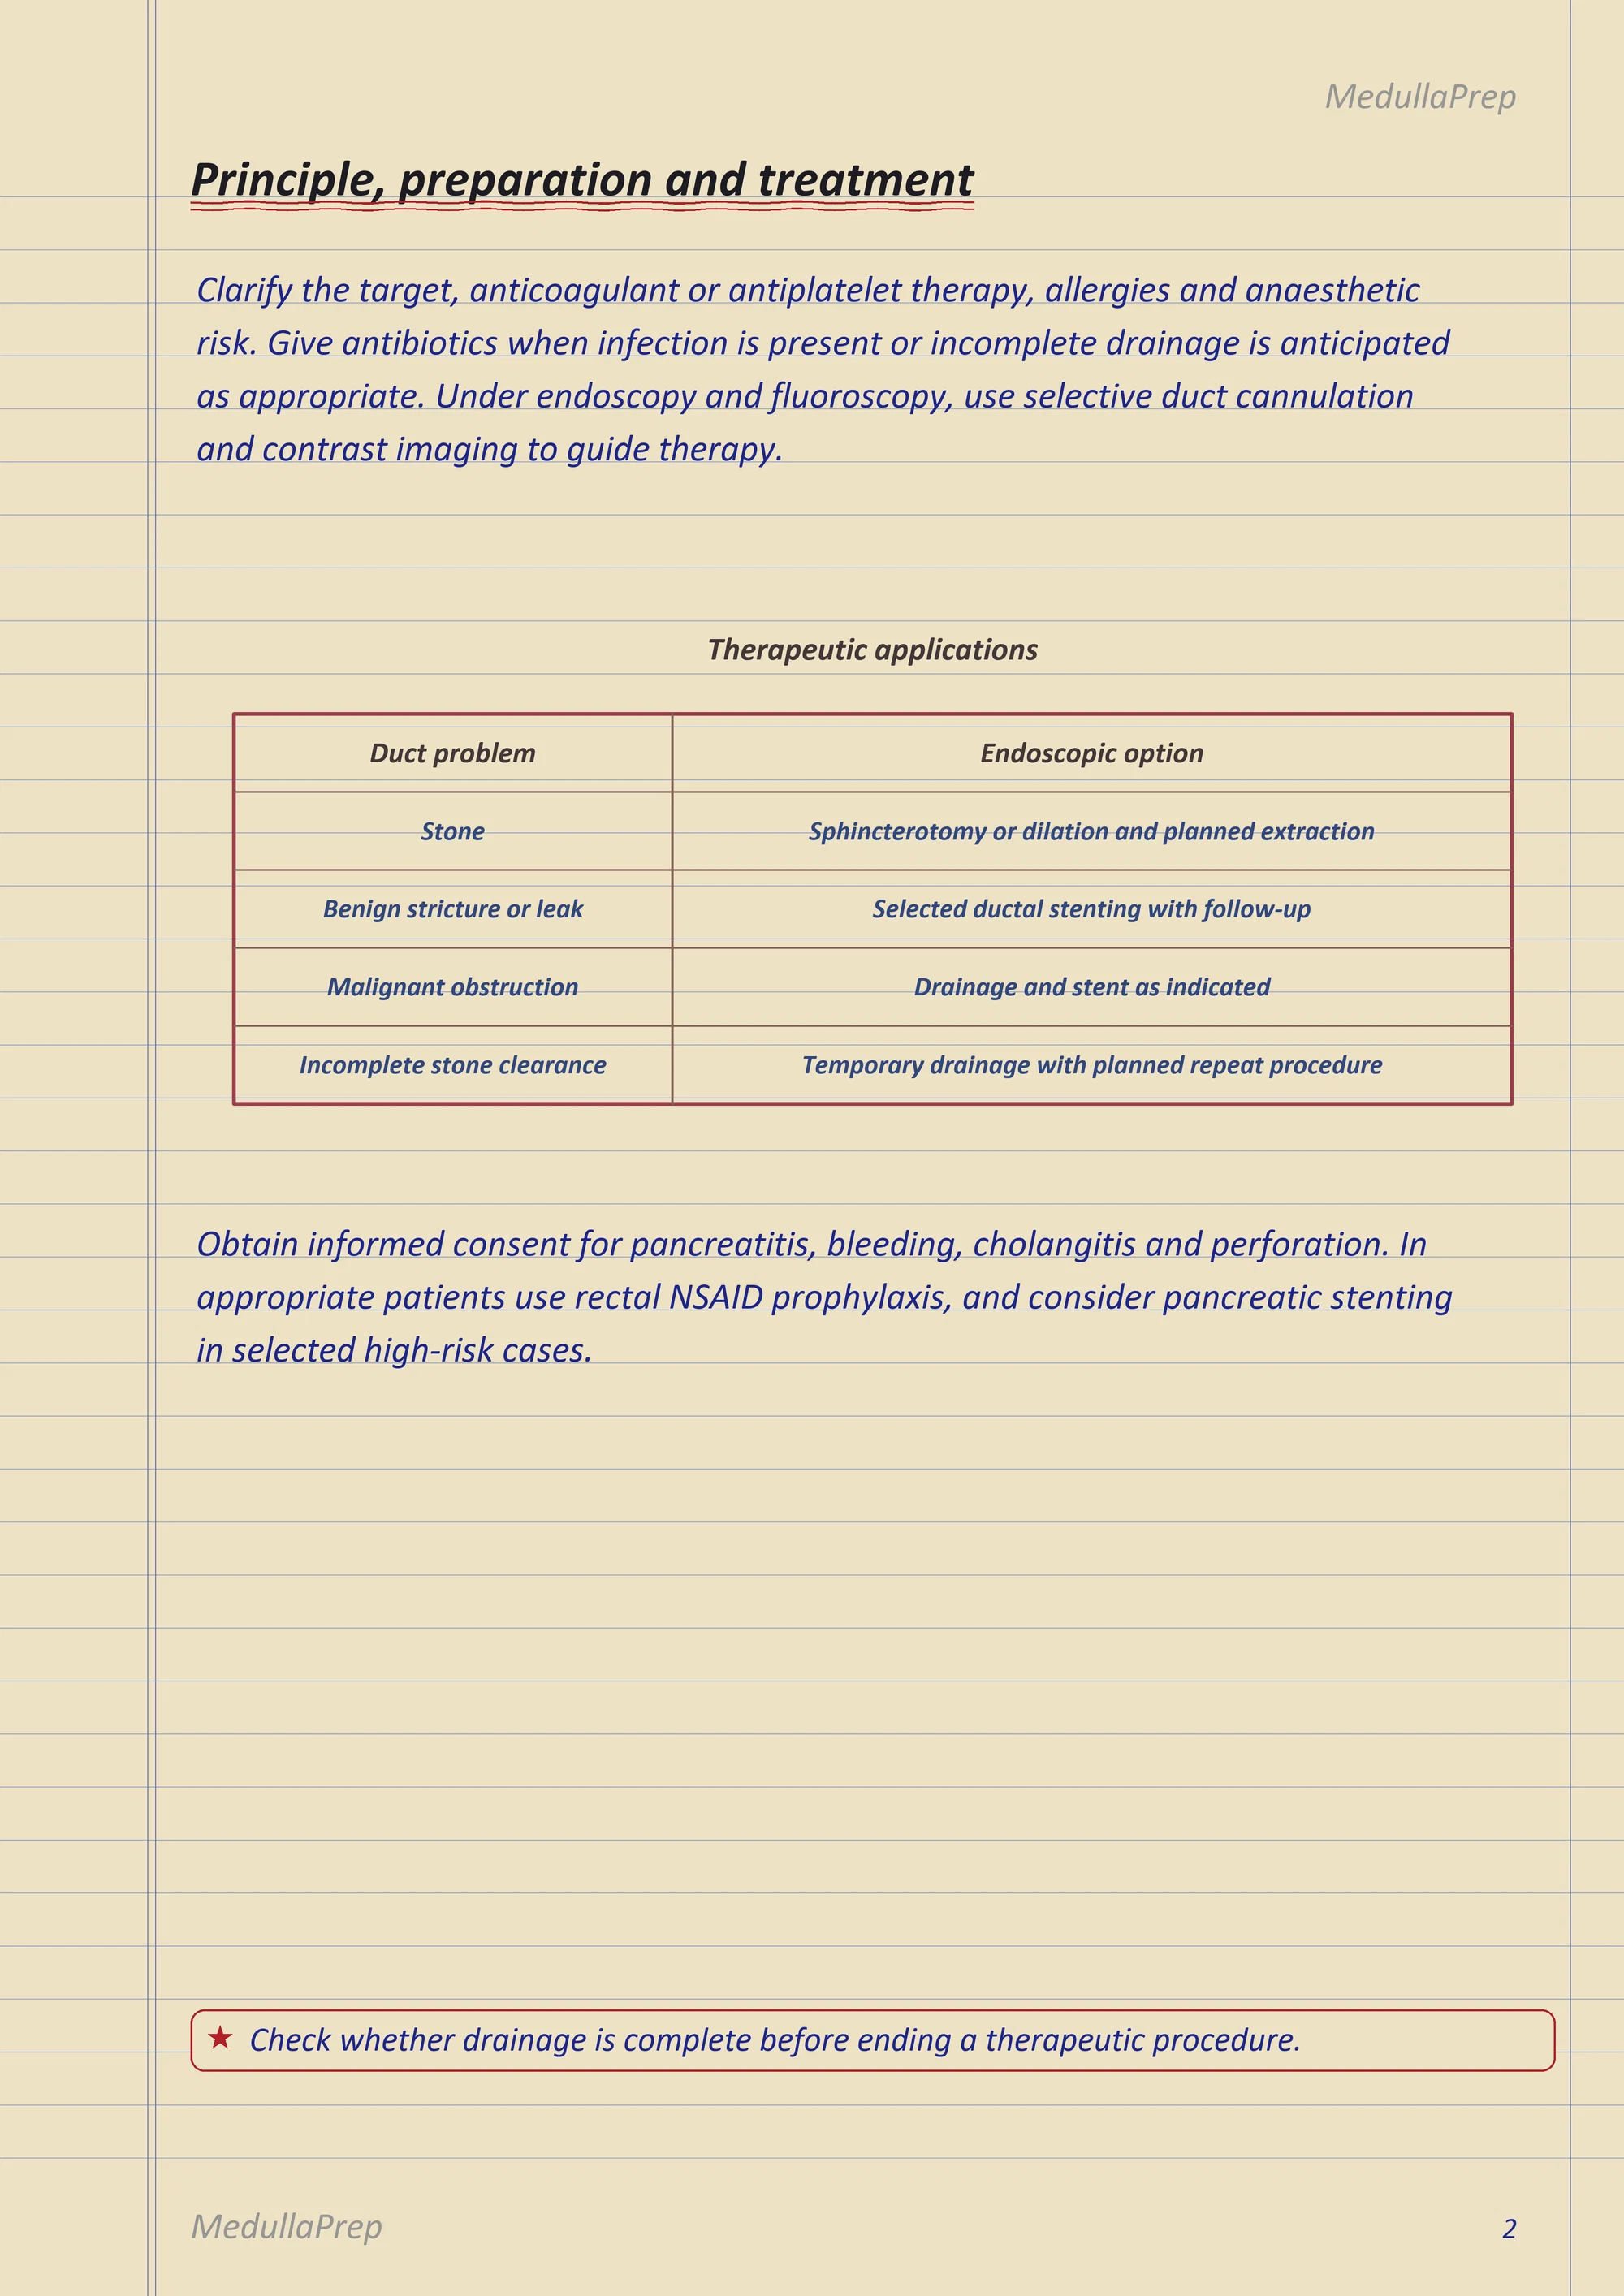 MedullaPrep
Principle, preparation and treatment
Clarify the target, anticoagulant or antiplatelet therapy, allergies and anaesthetic
risk. Give antibiotics when infection is present or incomplete drainage is anticipated
as appropriate. Under endoscopy and fluoroscopy, use selective duct cannulation
and contrast imaging to guide therapy.
Therapeutic applications
Duct problem Endoscopic option
Stone Sphincterotomy or dilation and planned extraction
Benign stricture or leak Selected ductal stenting with follow-up
Malignant obstruction Drainage and stent as indicated
Incomplete stone clearance Temporary drainage with planned repeat procedure
Obtain informed consent for pancreatitis, bleeding, cholangitis and perforation. In
appropriate patients use rectal NSAID prophylaxis, and consider pancreatic stenting
in selected high-risk cases.
★ Check whether drainage is complete before ending a therapeutic procedure.
MedullaPrep 2